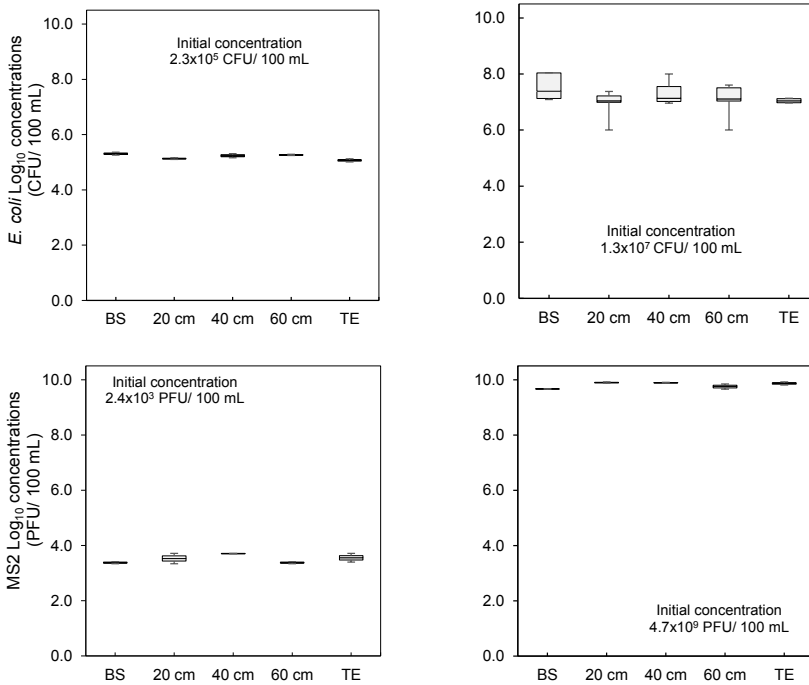 E. coli Log₁₀ concentrations
(CFU/ 100 mL)
10.0
8.0
6.0
4.0
2.0
0.0
Initial concentration
2.3x10⁵ CFU/ 100 mL
BS 20 cm 40 cm 60 cm TE
10.0
8.0
6.0
4.0
2.0
0.0
Initial concentration
1.3x10⁷ CFU/ 100 mL
BS 20 cm 40 cm 60 cm TE
MS2 Log₁₀ concentrations
(PFU/ 100 mL)
10.0
8.0
6.0
4.0
2.0
0.0
Initial concentration
2.4x10³ PFU/ 100 mL
BS 20 cm 40 cm 60 cm TE
10.0
8.0
6.0
4.0
2.0
0.0
Initial concentration
4.7x10⁹ PFU/ 100 mL
BS 20 cm 40 cm 60 cm TE